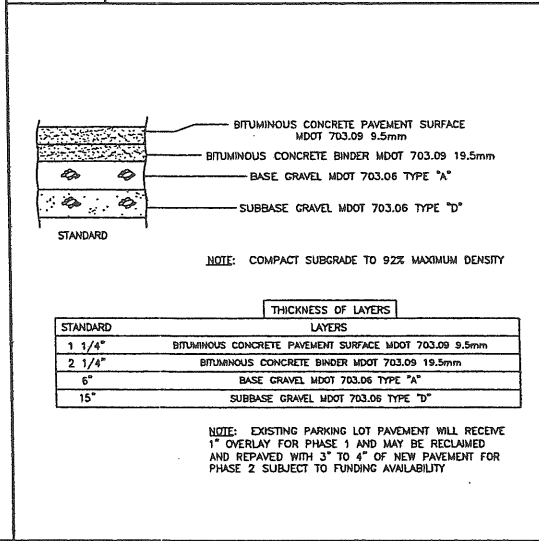 BITUMINOUS CONCRETE PAVEMENT SURFACE
MDOT 703.09 9.5mm
BITUMINOUS CONCRETE BINDER MDOT 703.09 19.5mm
BASE GRAVEL MDOT 703.06 TYPE "A"
SUBBASE GRAVEL MDOT 703.06 TYPE "D"
STANDARD
NOTE: COMPACT SUBGRADE TO 92% MAXIMUM DENSITY
THICKNESS OF LAYERS
STANDARD LAYERS
1 1/4" BITUMINOUS CONCRETE PAVEMENT SURFACE MDOT 703.09 9.5mm
2 1/4" BITUMINOUS CONCRETE BINDER MDOT 703.09 19.5mm
6" BASE GRAVEL MDOT 703.06 TYPE "A"
15" SUBBASE GRAVEL MDOT 703.06 TYPE "D"
NOTE: EXISTING PARKING LOT PAVEMENT WILL RECEIVE
1" OVERLAY FOR PHASE 1 AND MAY BE RECLAIMED
AND REPAVED WITH 3" TO 4" OF NEW PAVEMENT FOR
PHASE 2 SUBJECT TO FUNDING AVAILABILITY